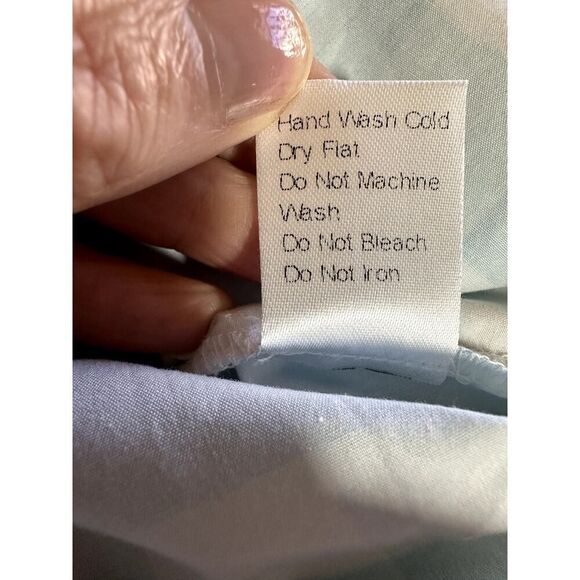 Hand Wash Cold
Dry Flat
Do Not Machine
Wash
Do Not Bleach
Do Not Iron